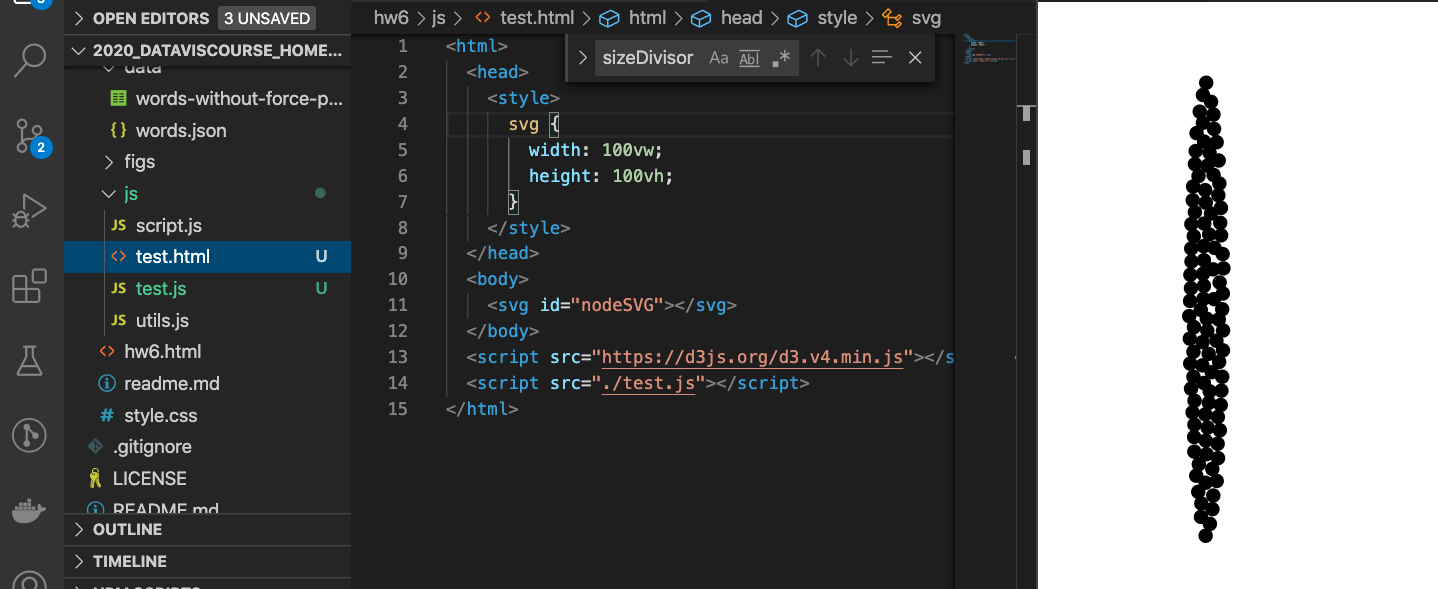 OPEN EDITORS 3 UNSAVED
2020_DATAVISCOURSE_HOME...
data
words-without-force-p...
{} words.json
figs
js
JS script.js
<> test.html U
JS test.js U
JS utils.js
<> hw6.html
readme.md
# style.css
.gitignore
LICENSE
README.md
OUTLINE
TIMELINE
NPM SCRIPTS
3
2
hw6 > js > <> test.html > html > head > style > svg
sizeDivisor Aa Abl .*
1 <html>
2 <head>
3 <style>
4 svg {
5 width: 100vw;
6 height: 100vh;
7 }
8 </style>
9 </head>
10 <body>
11 <svg id="nodeSVG"></svg>
12 </body>
13 <script src="https://d3js.org/d3.v4.min.js"></s
14 <script src="./test.js"></script>
15 </html>